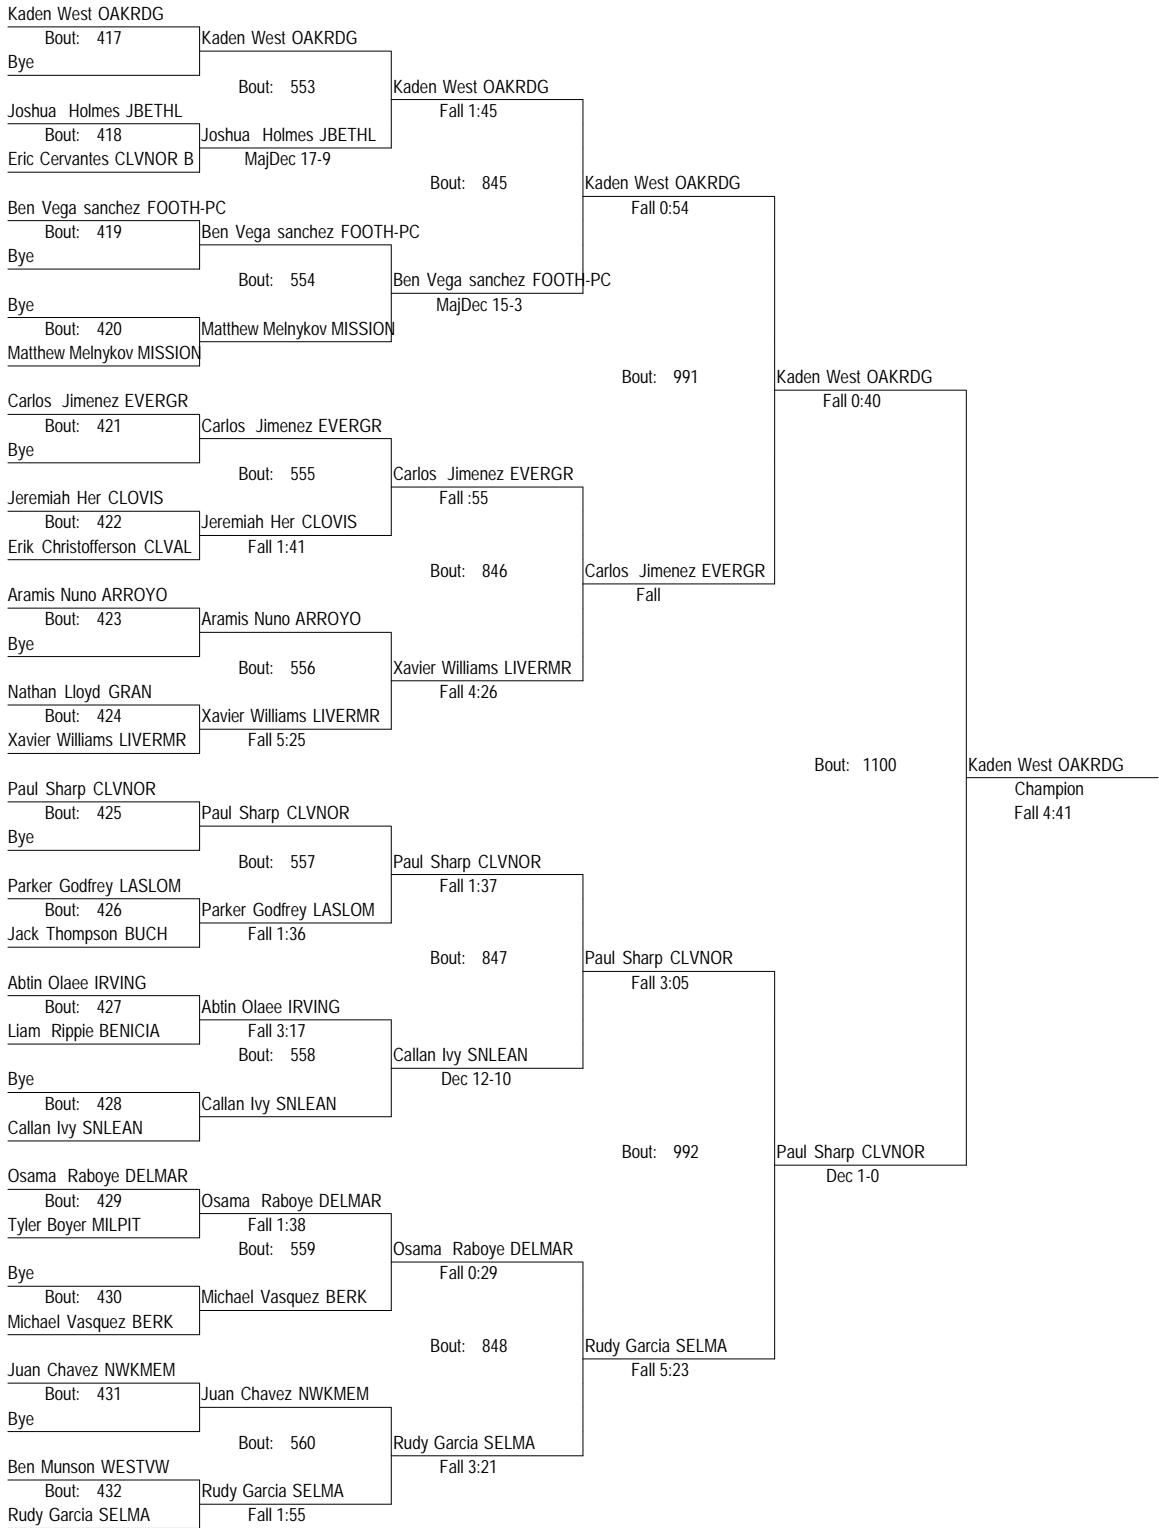 Kaden West OAKRDG
Bout: 417 Kaden West OAKRDG
Bye
Bout: 553 Kaden West OAKRDG
Joshua Holmes JBETHL Fall 1:45
Bout: 418 Joshua Holmes JBETHL
Eric Cervantes CLVNOR B MajDec 17-9
Bout: 845 Kaden West OAKRDG
Ben Vega sanchez FOOTH-PC Fall 0:54
Bout: 419 Ben Vega sanchez FOOTH-PC
Bye
Bout: 554 Ben Vega sanchez FOOTH-PC
Bye MajDec 15-3
Bout: 420 Matthew Melnykov MISSION
Matthew Melnykov MISSION
Bout: 991 Kaden West OAKRDG
Carlos Jimenez EVERGR Fall 0:40
Bout: 421 Carlos Jimenez EVERGR
Bye
Bout: 555 Carlos Jimenez EVERGR
Jeremiah Her CLOVIS Fall :55
Bout: 422 Jeremiah Her CLOVIS
Erik Christofferson CLVAL Fall 1:41
Bout: 846 Carlos Jimenez EVERGR
Aramis Nuno ARROYO Fall
Bout: 423 Aramis Nuno ARROYO
Bye
Bout: 556 Xavier Williams LIVERMR
Nathan Lloyd GRAN Fall 4:26
Bout: 424 Xavier Williams LIVERMR
Xavier Williams LIVERMR Fall 5:25
Bout: 1100 Kaden West OAKRDG
Paul Sharp CLVNOR Champion
Bout: 425 Paul Sharp CLVNOR Fall 4:41
Bye
Bout: 557 Paul Sharp CLVNOR
Parker Godfrey LASLOM Fall 1:37
Bout: 426 Parker Godfrey LASLOM
Jack Thompson BUCH Fall 1:36
Bout: 847 Paul Sharp CLVNOR
Abtin Olaee IRVING Fall 3:05
Bout: 427 Abtin Olaee IRVING
Liam Rippie BENICIA Fall 3:17
Bout: 558 Callan Ivy SNLEAN
Bye Dec 12-10
Bout: 428 Callan Ivy SNLEAN
Callan Ivy SNLEAN
Bout: 992 Paul Sharp CLVNOR
Osama Raboye DELMAR Dec 1-0
Bout: 429 Osama Raboye DELMAR
Tyler Boyer MILPIT Fall 1:38
Bout: 559 Osama Raboye DELMAR
Bye Fall 0:29
Bout: 430 Michael Vasquez BERK
Michael Vasquez BERK
Bout: 848 Rudy Garcia SELMA
Juan Chavez NWKMEM Fall 5:23
Bout: 431 Juan Chavez NWKMEM
Bye
Bout: 560 Rudy Garcia SELMA
Ben Munson WESTVW Fall 3:21
Bout: 432 Rudy Garcia SELMA
Rudy Garcia SELMA Fall 1:55